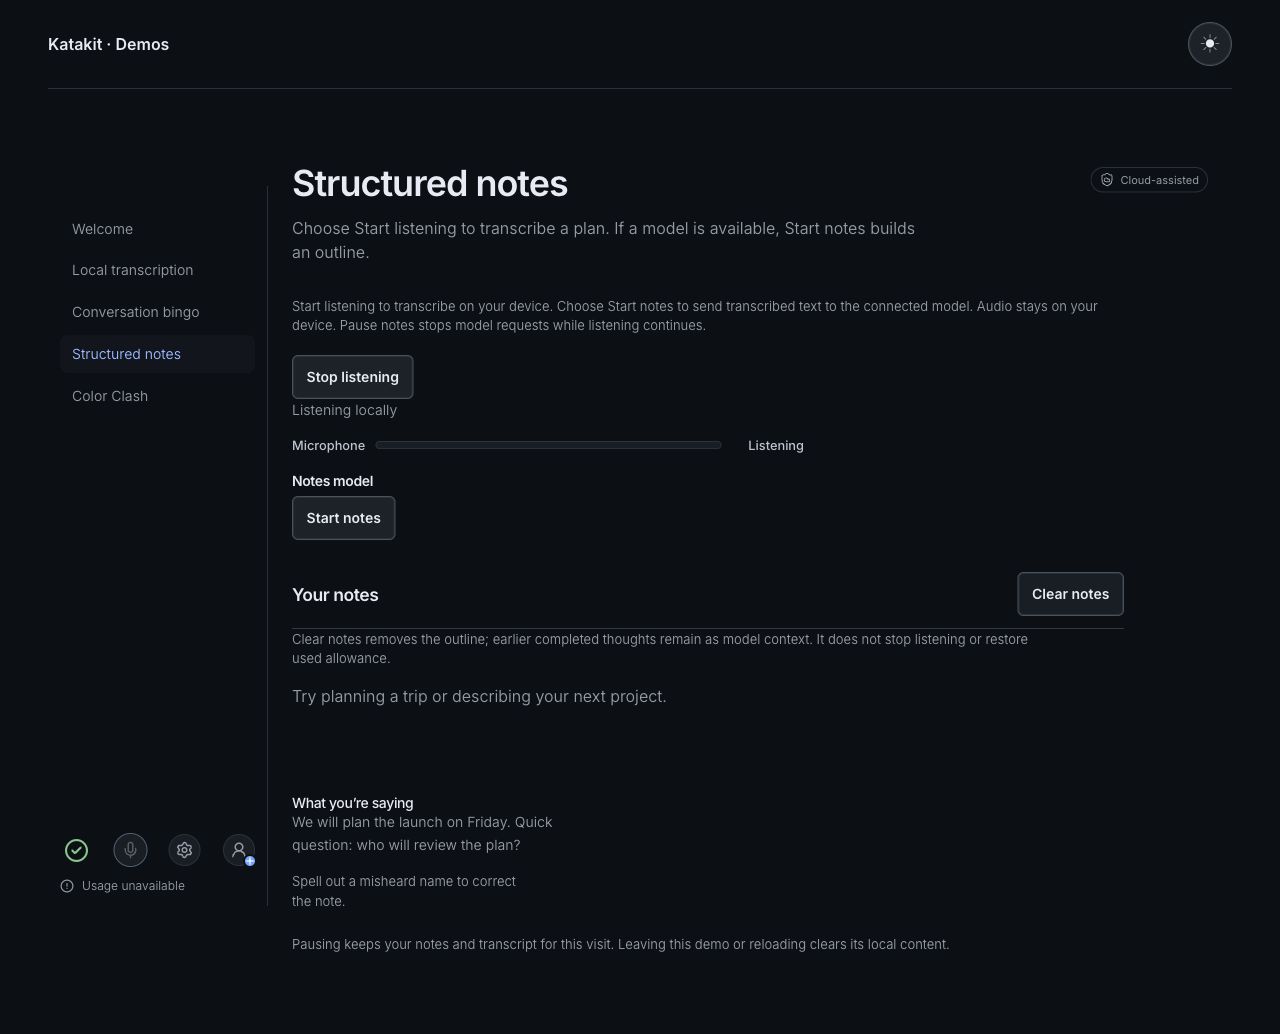 Katakit · Demos
Structured notes
Cloud-assisted
Choose Start listening to transcribe a plan. If a model is available, Start notes builds
an outline.
Welcome
Local transcription
Conversation bingo
Structured notes
Color Clash
Start listening to transcribe on your device. Choose Start notes to send transcribed text to the connected model. Audio stays on your
device. Pause notes stops model requests while listening continues.
Stop listening
Listening locally
Microphone
Listening
Notes model
Start notes
Your notes
Clear notes
Clear notes removes the outline; earlier completed thoughts remain as model context. It does not stop listening or restore
used allowance.
Try planning a trip or describing your next project.
What you’re saying
We will plan the launch on Friday. Quick
question: who will review the plan?
Spell out a misheard name to correct
the note.
Usage unavailable
Pausing keeps your notes and transcript for this visit. Leaving this demo or reloading clears its local content.